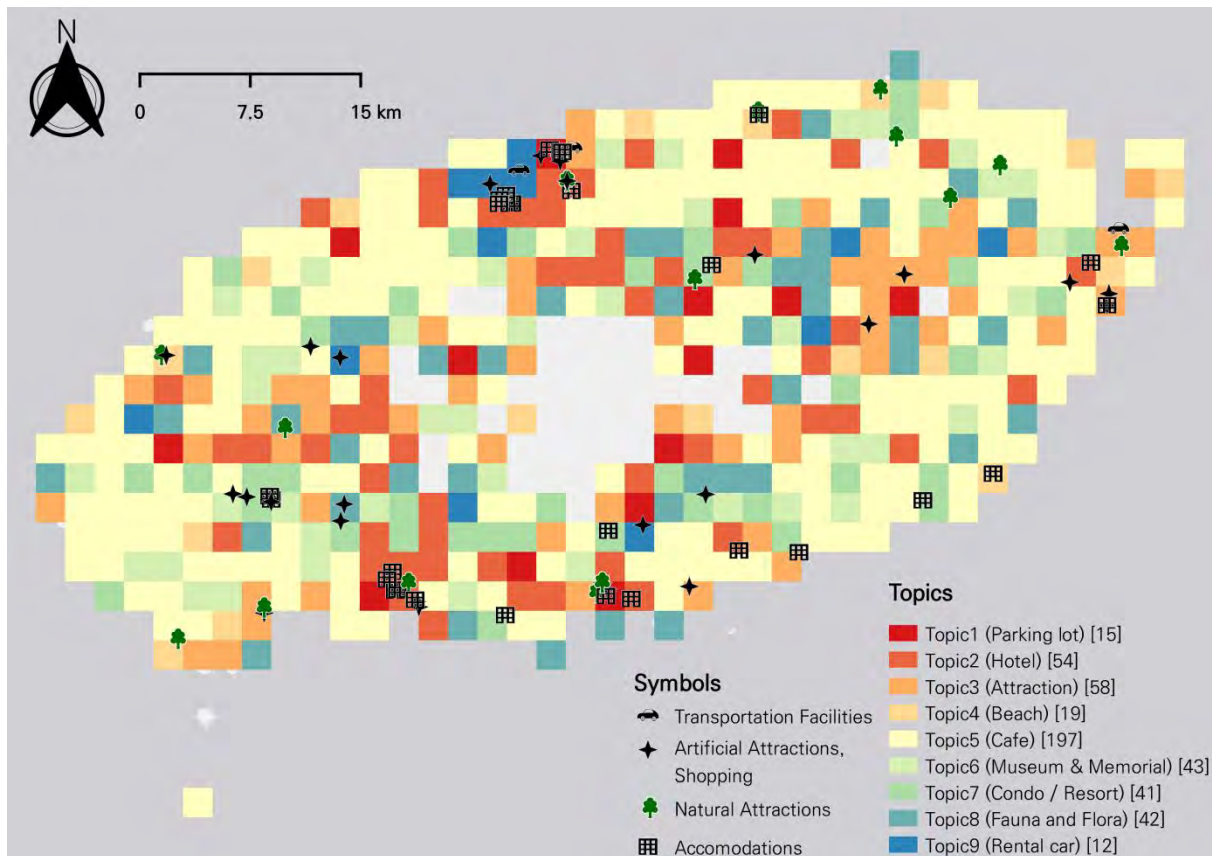 N
0 7.5 15 km
Topics
Topic1 (Parking lot) [15]
Topic2 (Hotel) [54]
Topic3 (Attraction) [58]
Topic4 (Beach) [19]
Topic5 (Cafe) [197]
Topic6 (Museum & Memorial) [43]
Topic7 (Condo / Resort) [41]
Topic8 (Fauna and Flora) [42]
Topic9 (Rental car) [12]
Symbols
Transportation Facilities
Artificial Attractions,
Shopping
Natural Attractions
Accomodations